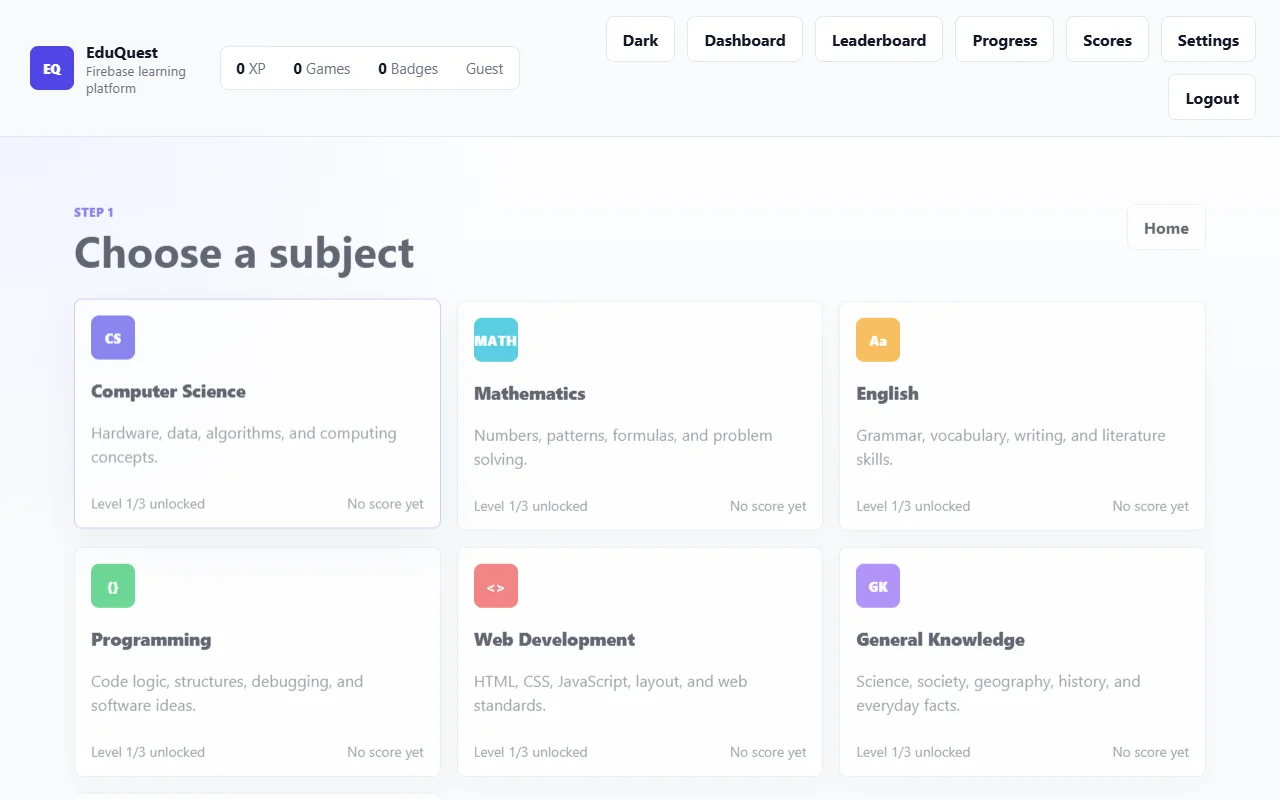 EQ
EduQuest
Firebase learning
platform
0 XP
0 Games
0 Badges
Guest
Dark
Dashboard
Leaderboard
Progress
Scores
Settings
Logout
STEP 1
Choose a subject
Home
CS
Computer Science
Hardware, data, algorithms, and computing
concepts.
Level 1/3 unlocked
No score yet
MATH
Mathematics
Numbers, patterns, formulas, and problem
solving.
Level 1/3 unlocked
No score yet
Aa
English
Grammar, vocabulary, writing, and literature
skills.
Level 1/3 unlocked
No score yet
{}
Programming
Code logic, structures, debugging, and
software ideas.
Level 1/3 unlocked
No score yet
<>
Web Development
HTML, CSS, JavaScript, layout, and web
standards.
Level 1/3 unlocked
No score yet
GK
General Knowledge
Science, society, geography, history, and
everyday facts.
Level 1/3 unlocked
No score yet